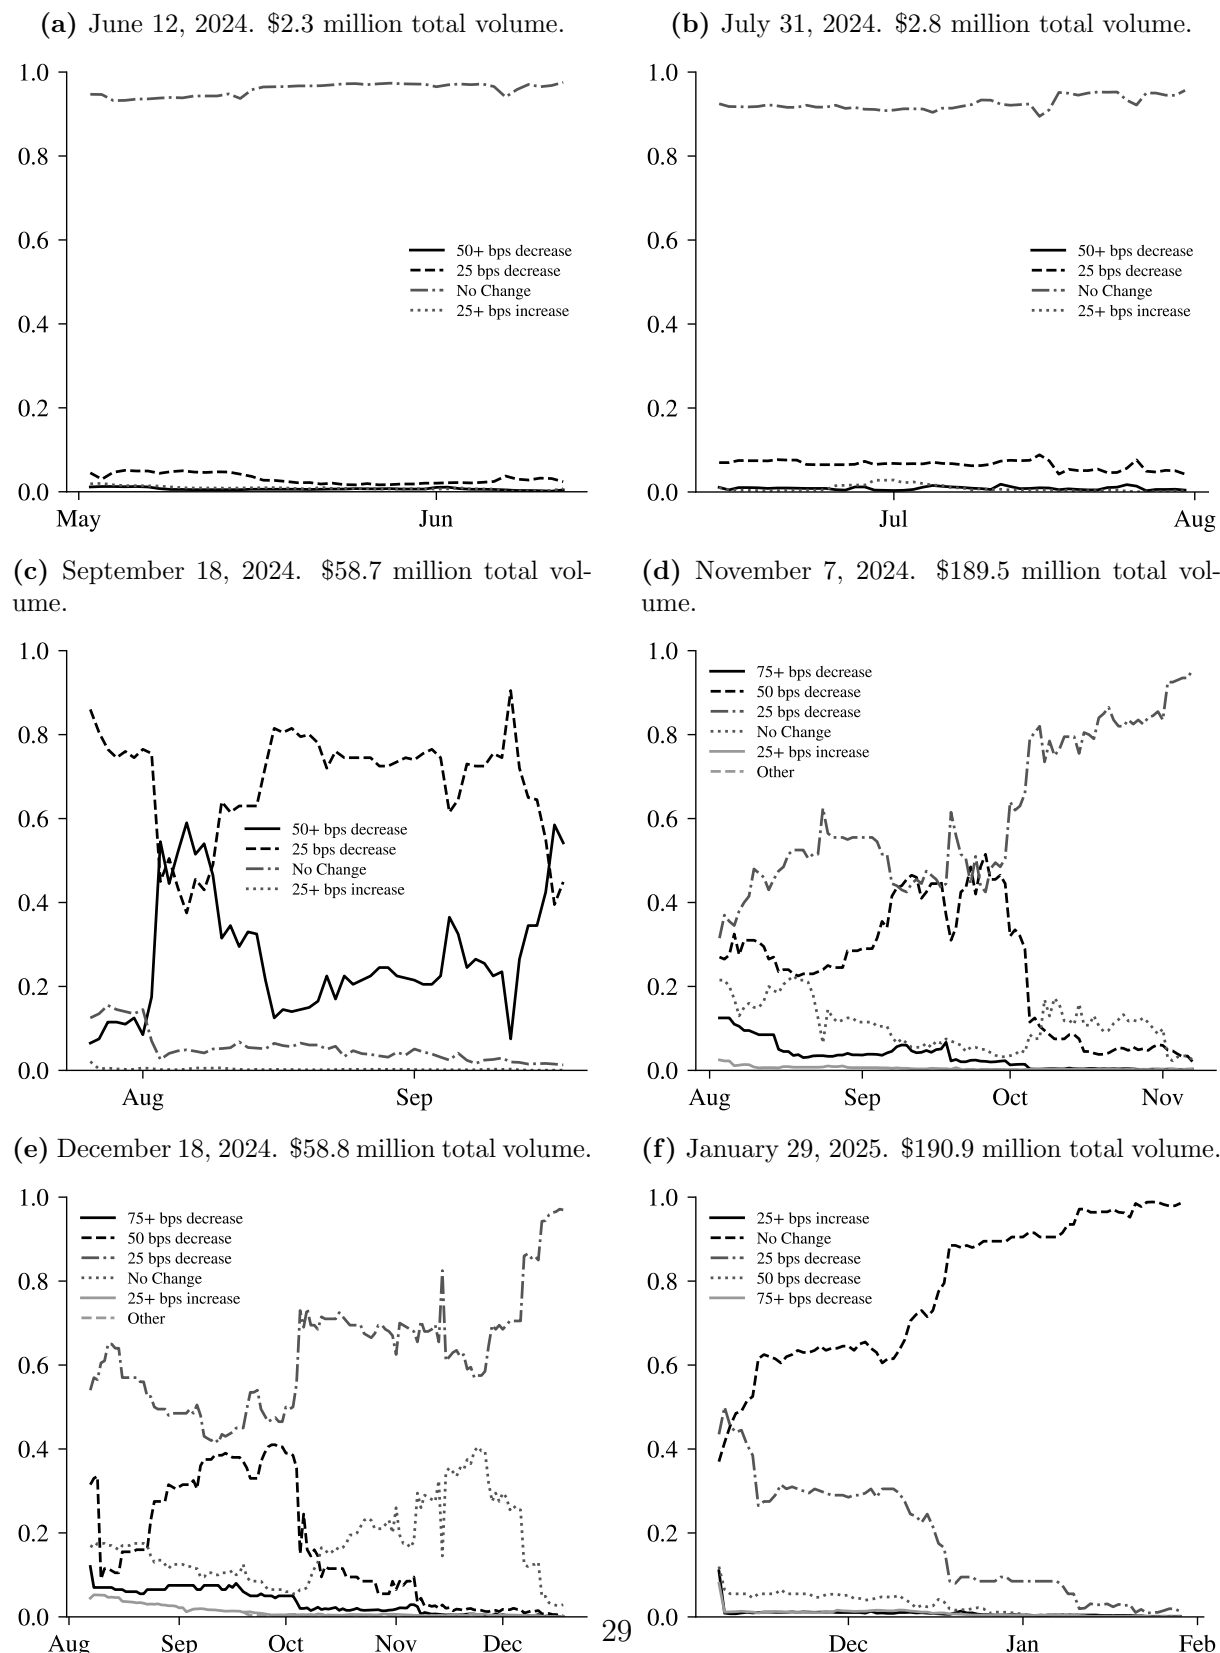 (a) June 12, 2024. $2.3 million total volume.
1.0
0.8
0.6
0.4
0.2
0.0
May
Jun
50+ bps decrease
25 bps decrease
No Change
25+ bps increase
(b) July 31, 2024. $2.8 million total volume.
1.0
0.8
0.6
0.4
0.2
0.0
Jul
Aug
50+ bps decrease
25 bps decrease
No Change
25+ bps increase
(c) September 18, 2024. $58.7 million total vol-
ume.
1.0
0.8
0.6
0.4
0.2
0.0
Aug
Sep
50+ bps decrease
25 bps decrease
No Change
25+ bps increase
(d) November 7, 2024. $189.5 million total vol-
ume.
1.0
0.8
0.6
0.4
0.2
0.0
Aug
Sep
Oct
Nov
75+ bps decrease
50 bps decrease
25 bps decrease
No Change
25+ bps increase
Other
(e) December 18, 2024. $58.8 million total volume.
1.0
0.8
0.6
0.4
0.2
0.0
Aug
Sep
Oct
Nov
Dec
75+ bps decrease
50 bps decrease
25 bps decrease
No Change
25+ bps increase
Other
(f) January 29, 2025. $190.9 million total volume.
1.0
0.8
0.6
0.4
0.2
0.0
Dec
Jan
Feb
25+ bps increase
No Change
25 bps decrease
50 bps decrease
75+ bps decrease
29